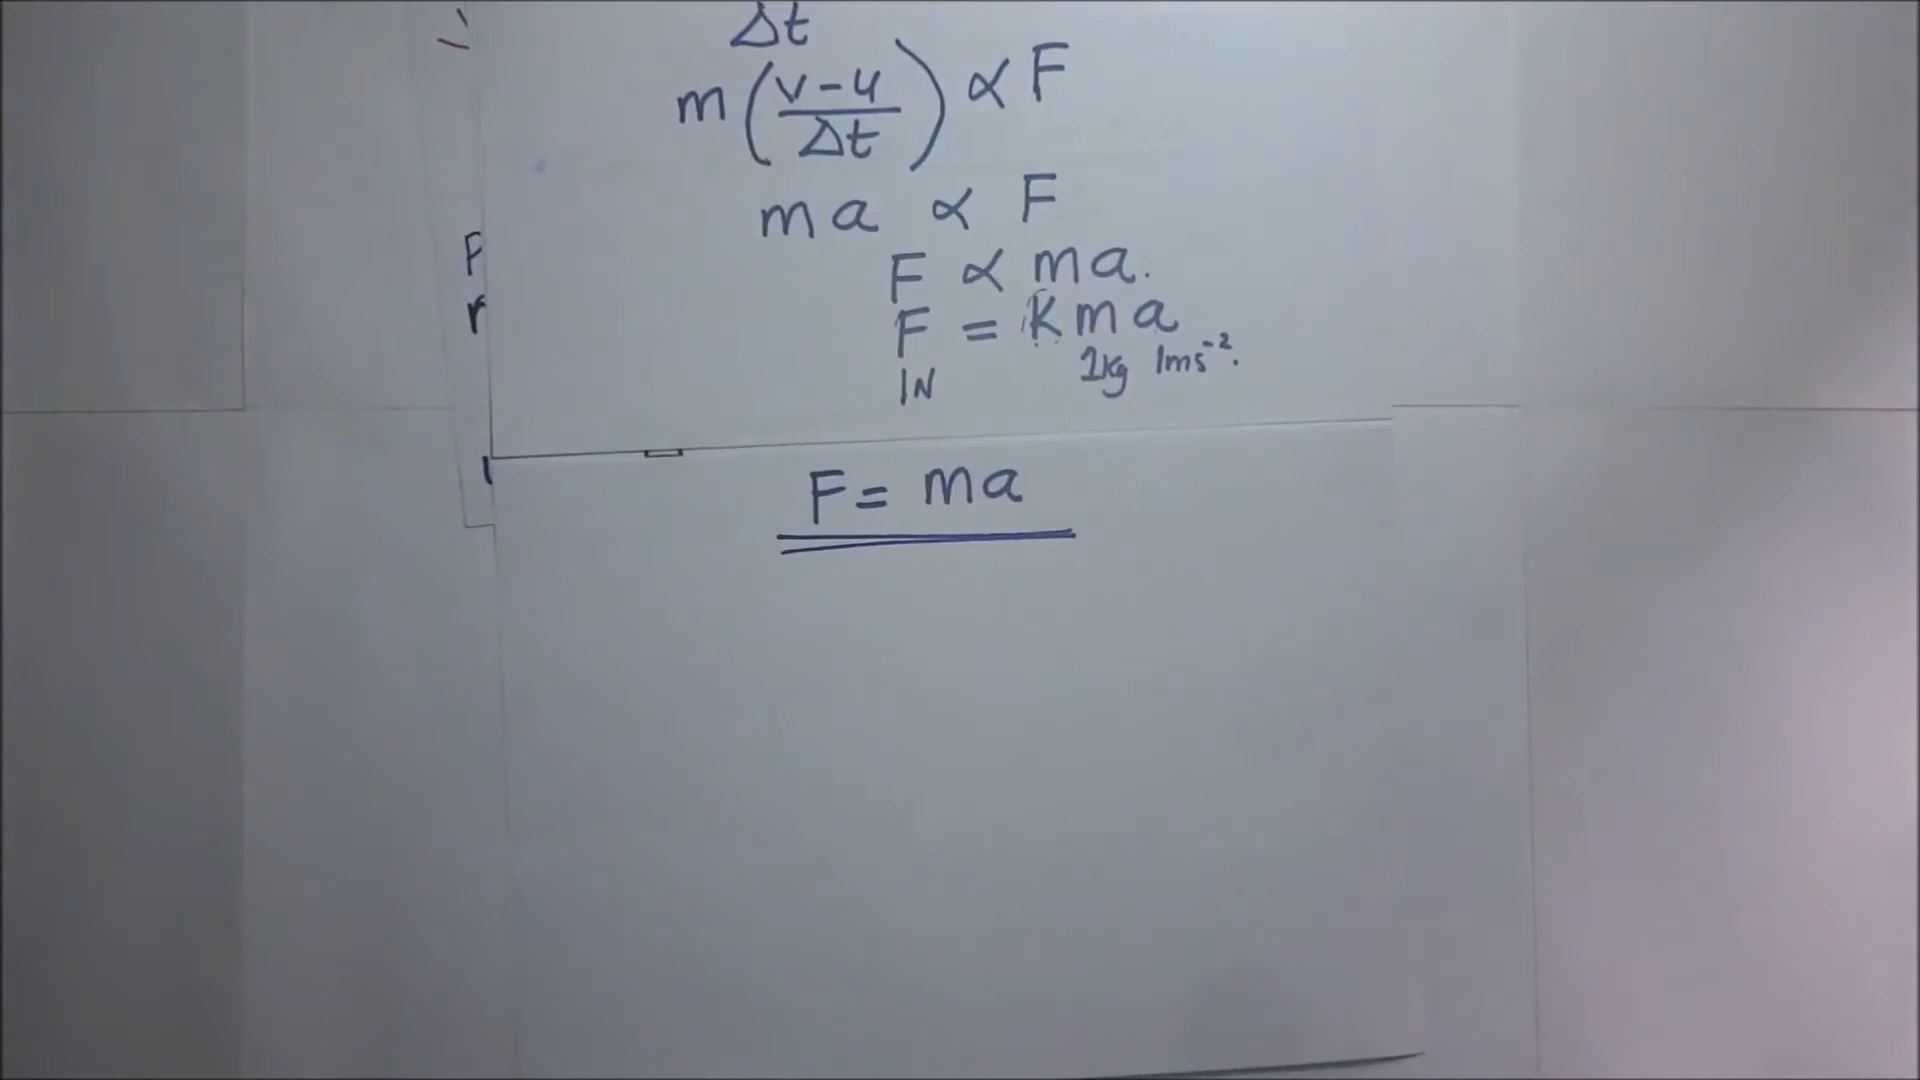 Δt
m(v-u/Δt) ∝ F
ma ∝ F
F ∝ ma.
F = Kma
1N 1kg 1ms⁻².
F = ma